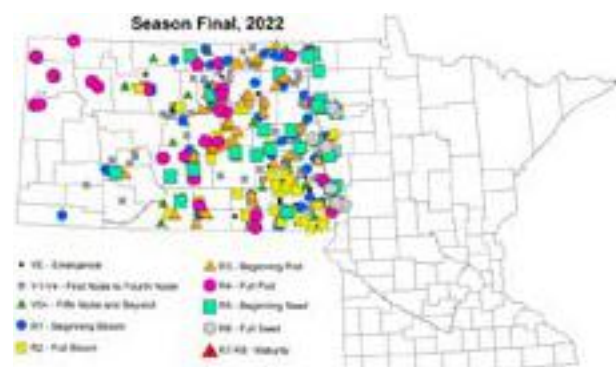 Season Final, 2022
VE - Emergence
V1-V4 - First Node to Fourth Node
V5+ - Fifth Node and Beyond
R1 - Beginning Bloom
R2 - Full Bloom
R3 - Beginning Pod
R4 - Full Pod
R5 - Beginning Seed
R6 - Full Seed
R7-R8 - Maturity